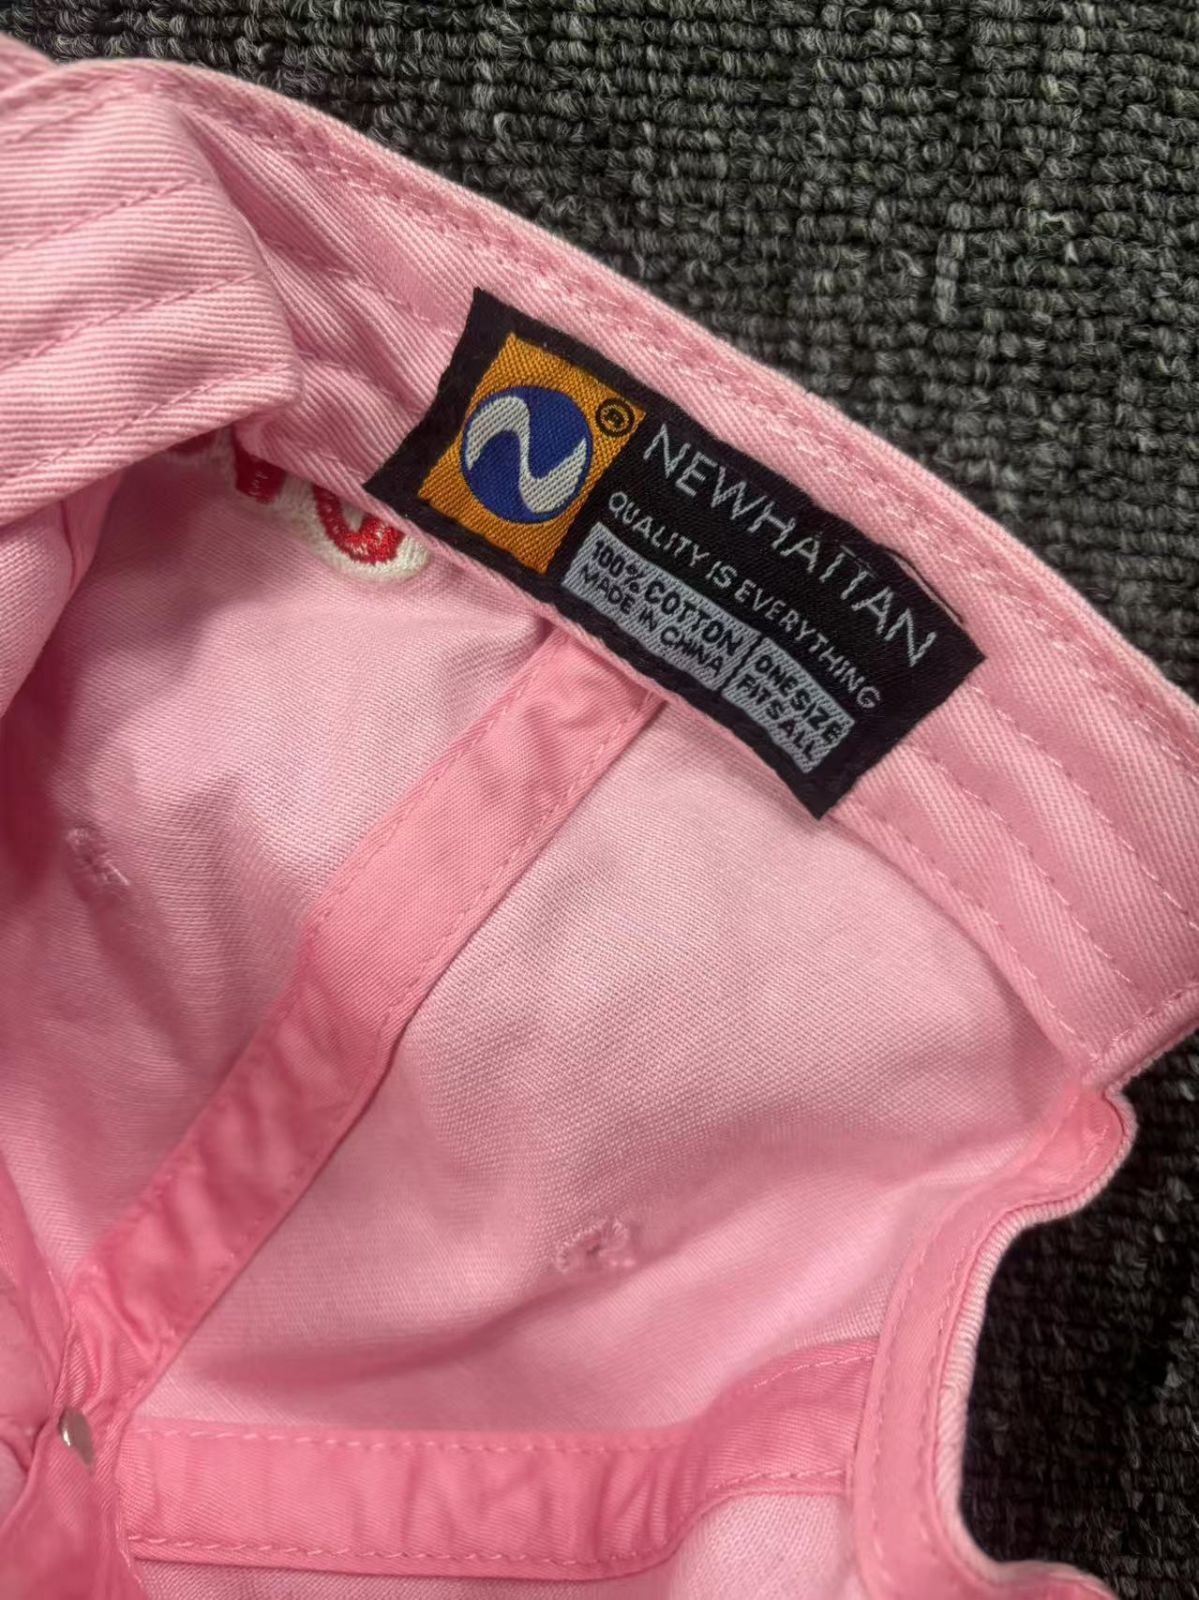 ®
NEWHATTAN
QUALITY IS EVERYTHING
100% COTTON
MADE IN CHINA
ONE SIZE
FITS ALL